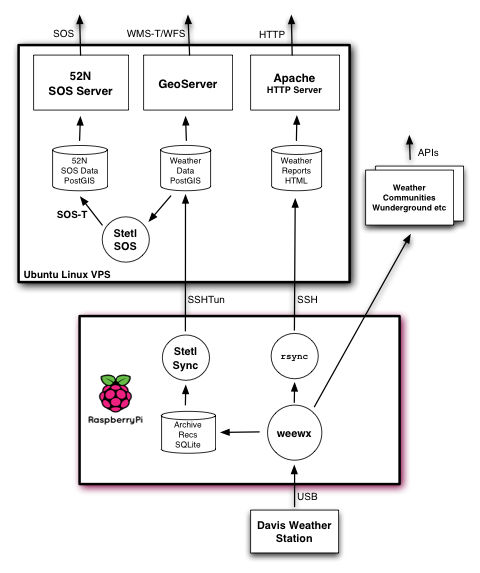 SOS
WMS-T/WFS
HTTP
52N
SOS Server
GeoServer
Apache
HTTP Server
52N
SOS Data
PostGIS
Weather
Data
PostGIS
Weather
Reports
HTML
APIs
Weather
Communities
Wunderground etc
SOS-T
Stetl
SOS
Ubuntu Linux VPS
SSHTun
SSH
Stetl
Sync
rsync
RaspberryPi
Archive
Recs
SQLite
weewx
USB
Davis Weather
Station